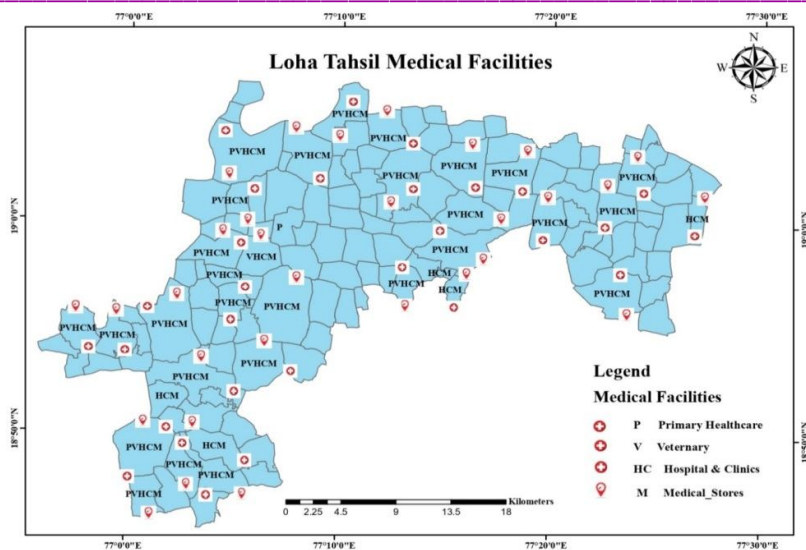 77°0'0"E 77°10'0"E 77°20'0"E 77°30'0"E
N
Loha Tahsil Medical Facilities
W E
S
PVHCM
PVHCM
PVHCM PVHCM
PVHCM
PVHCM PVHCM PVHCM
PVHCM
PVHCM PVHCM
19°0'0"N P PVHCM HCM
PVHCM VHCM PVHCM
PVHCM HCM
PVHCM HCM
PVHCM PVHCM PVHCM
PVHCM PVHCM PVHCM
PVHCM
PVHCM
HCM
Legend
Medical Facilities
P Primary Healthcare
V Veternary
HC Hospital & Clinics
M Medical_Stores
18°50'0"N
PVHCM HCM
PVHCM
PVHCM
PVHCM
Kilometers
0 2.25 4.5 9 13.5 18
77°0'0"E 77°10'0"E 77°20'0"E 77°30'0"E